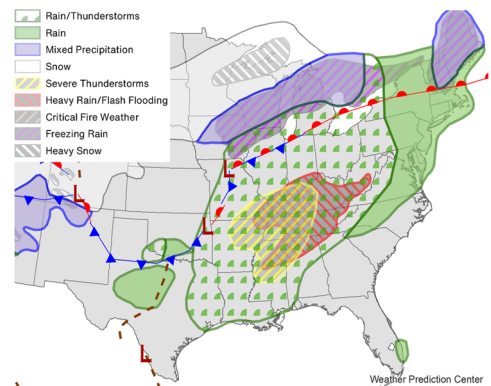 Rain/Thunderstorms
Rain
Mixed Precipitation
Snow
Severe Thunderstorms
Heavy Rain/Flash Flooding
Critical Fire Weather
Freezing Rain
Heavy Snow
L
L
L
L
Weather Prediction Center